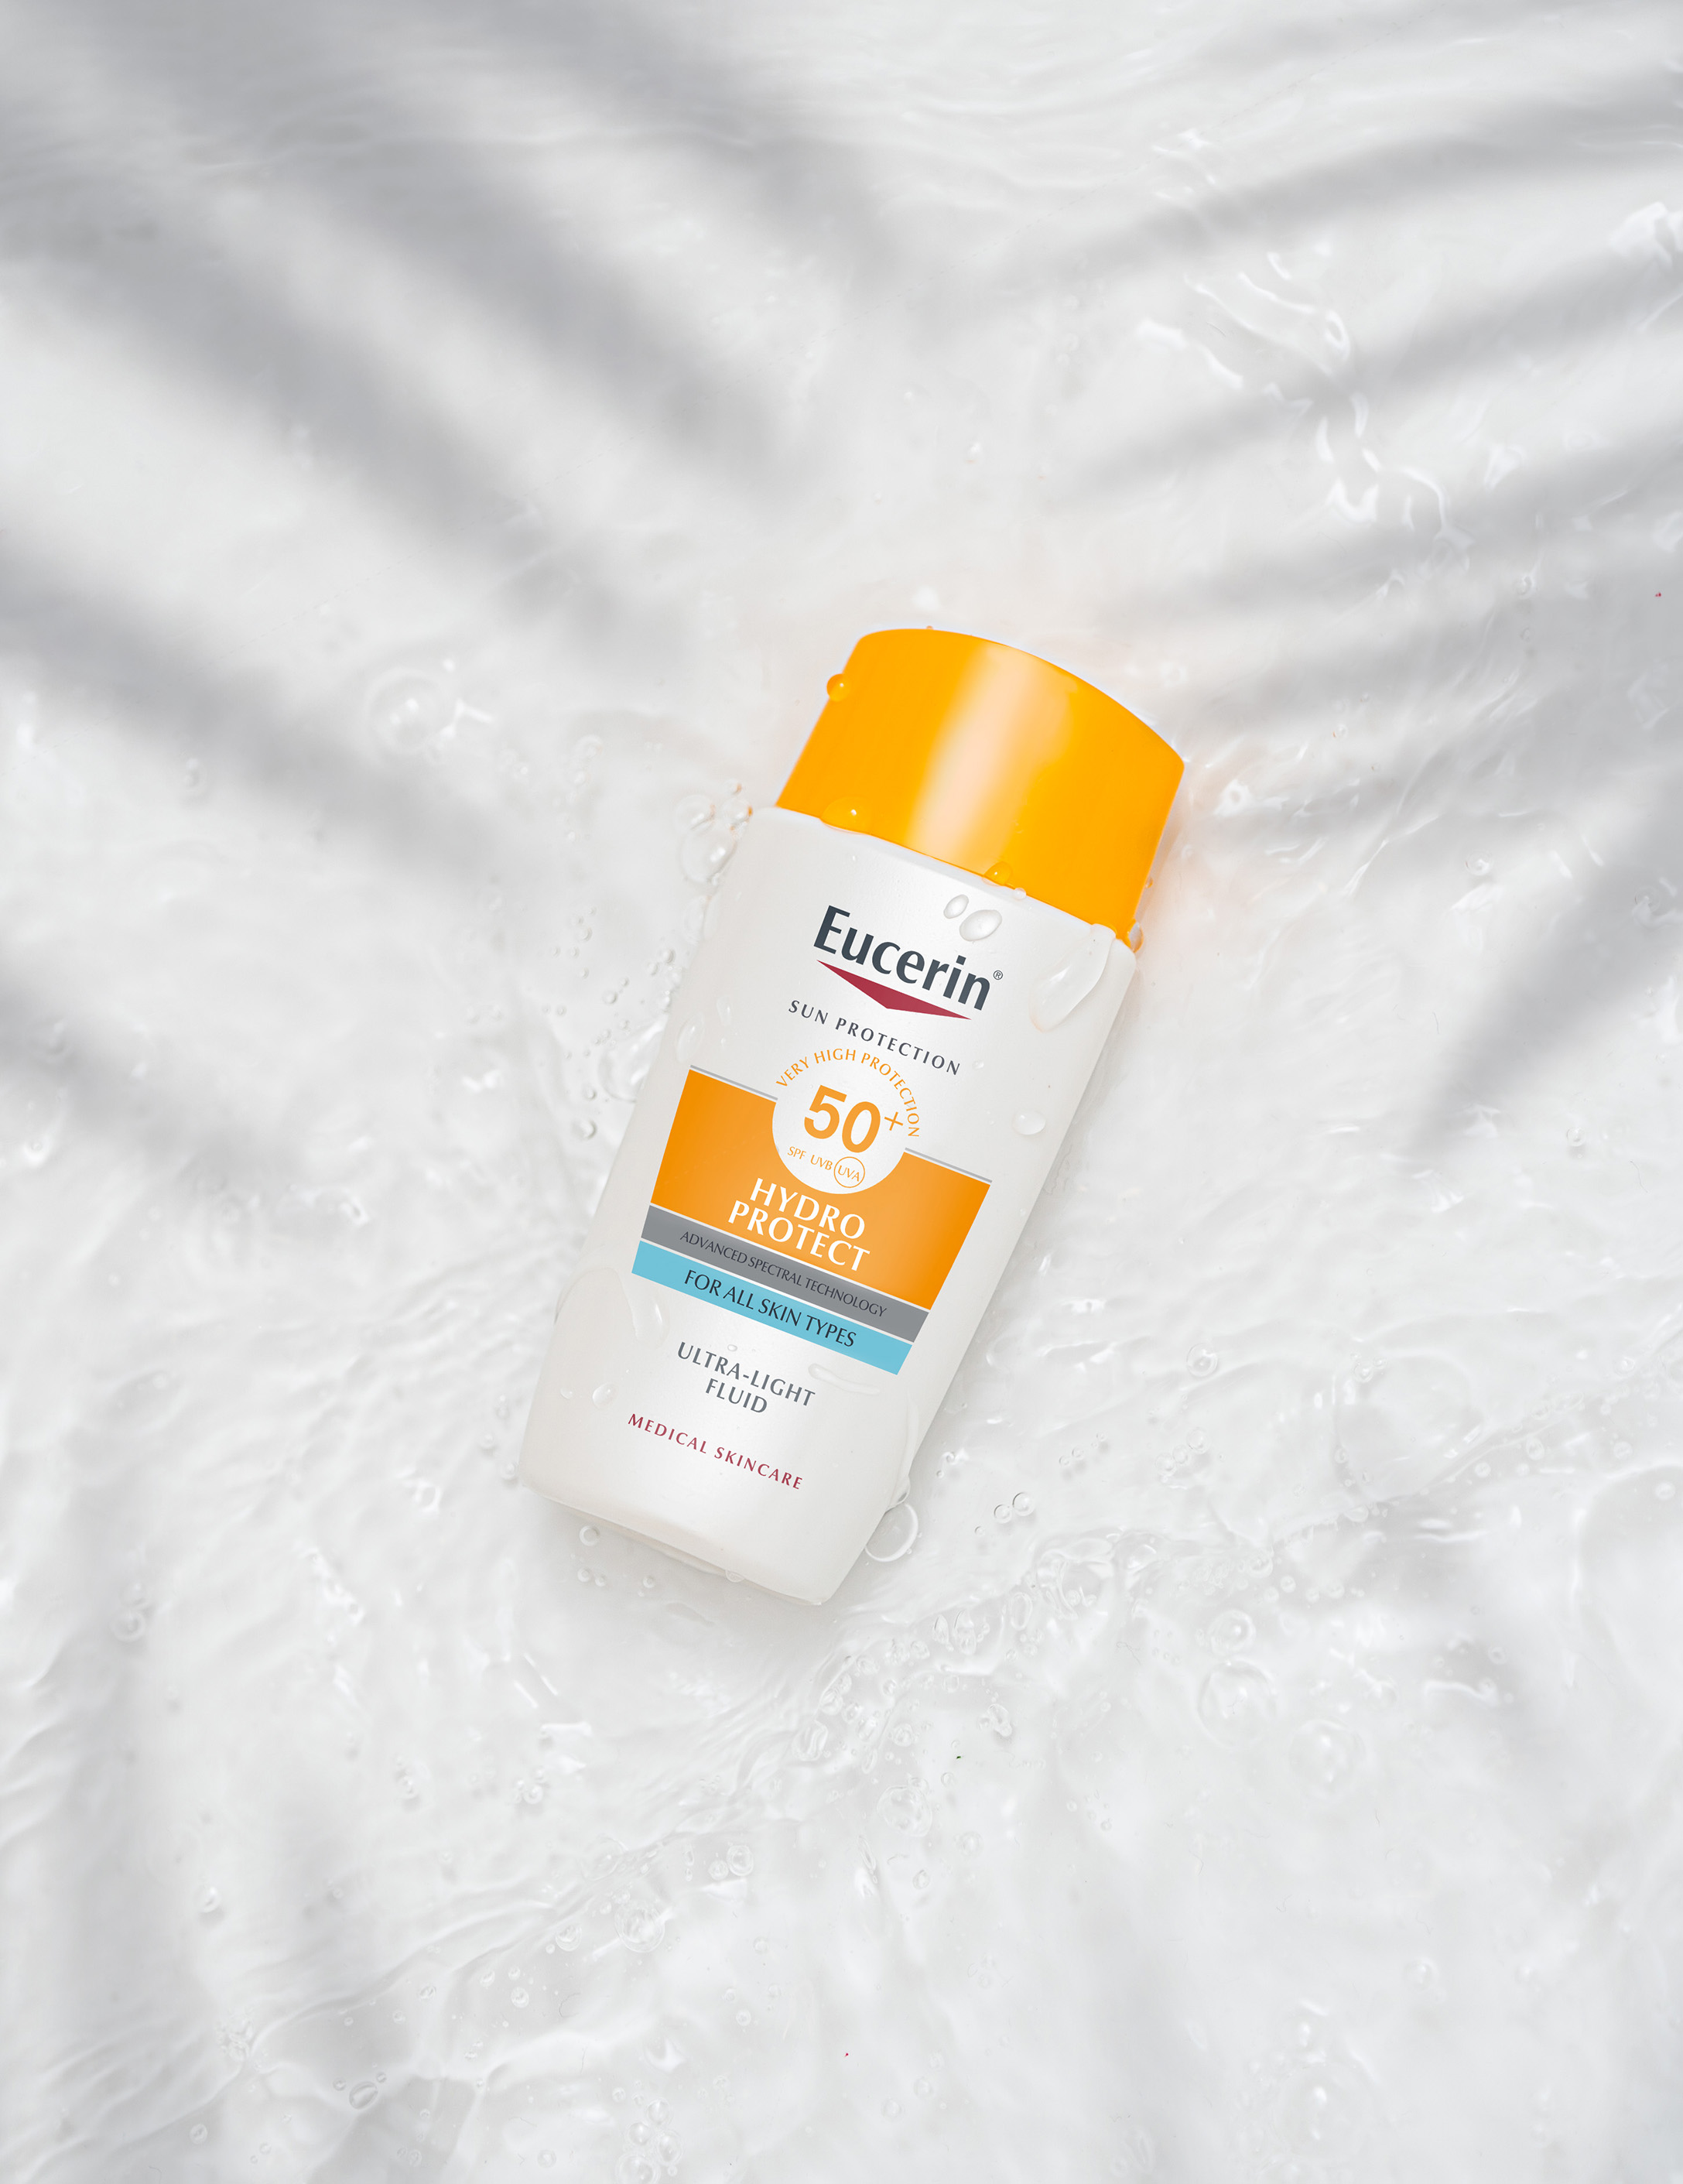 Eucerin®
SUN PROTECTION
VERY HIGH PROTECTION
50+
SPF UVB UVA
HYDRO
PROTECT
ADVANCED SPECTRAL TECHNOLOGY
FOR ALL SKIN TYPES
ULTRA-LIGHT
FLUID
MEDICAL SKINCARE